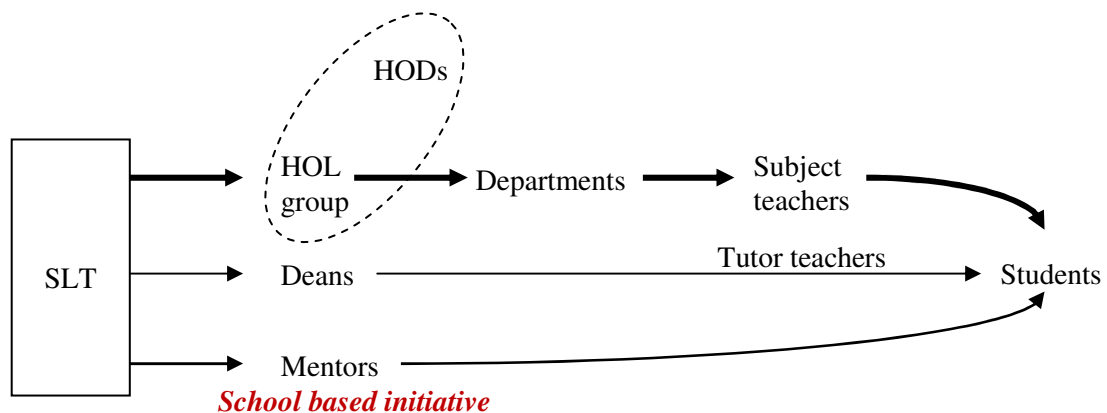 HODs
HOL
group
Departments
Subject
teachers
SLT
Deans
Tutor teachers
Students
Mentors
School based initiative